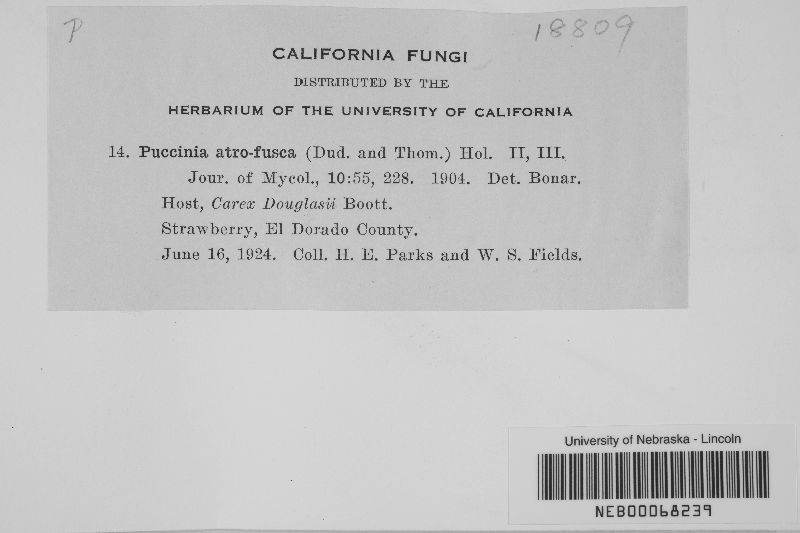 P 18809
CALIFORNIA FUNGI
DISTRIBUTED BY THE
HERBARIUM OF THE UNIVERSITY OF CALIFORNIA
14. Puccinia atro-fusca (Dud. and Thom.) Hol. II, III.
Jour. of Mycol., 10:55, 228. 1904. Det. Bonar.
Host, Carex Douglasii Boott.
Strawberry, El Dorado County.
June 16, 1924. Coll. H. E. Parks and W. S. Fields.
University of Nebraska - Lincoln
NEB00068239